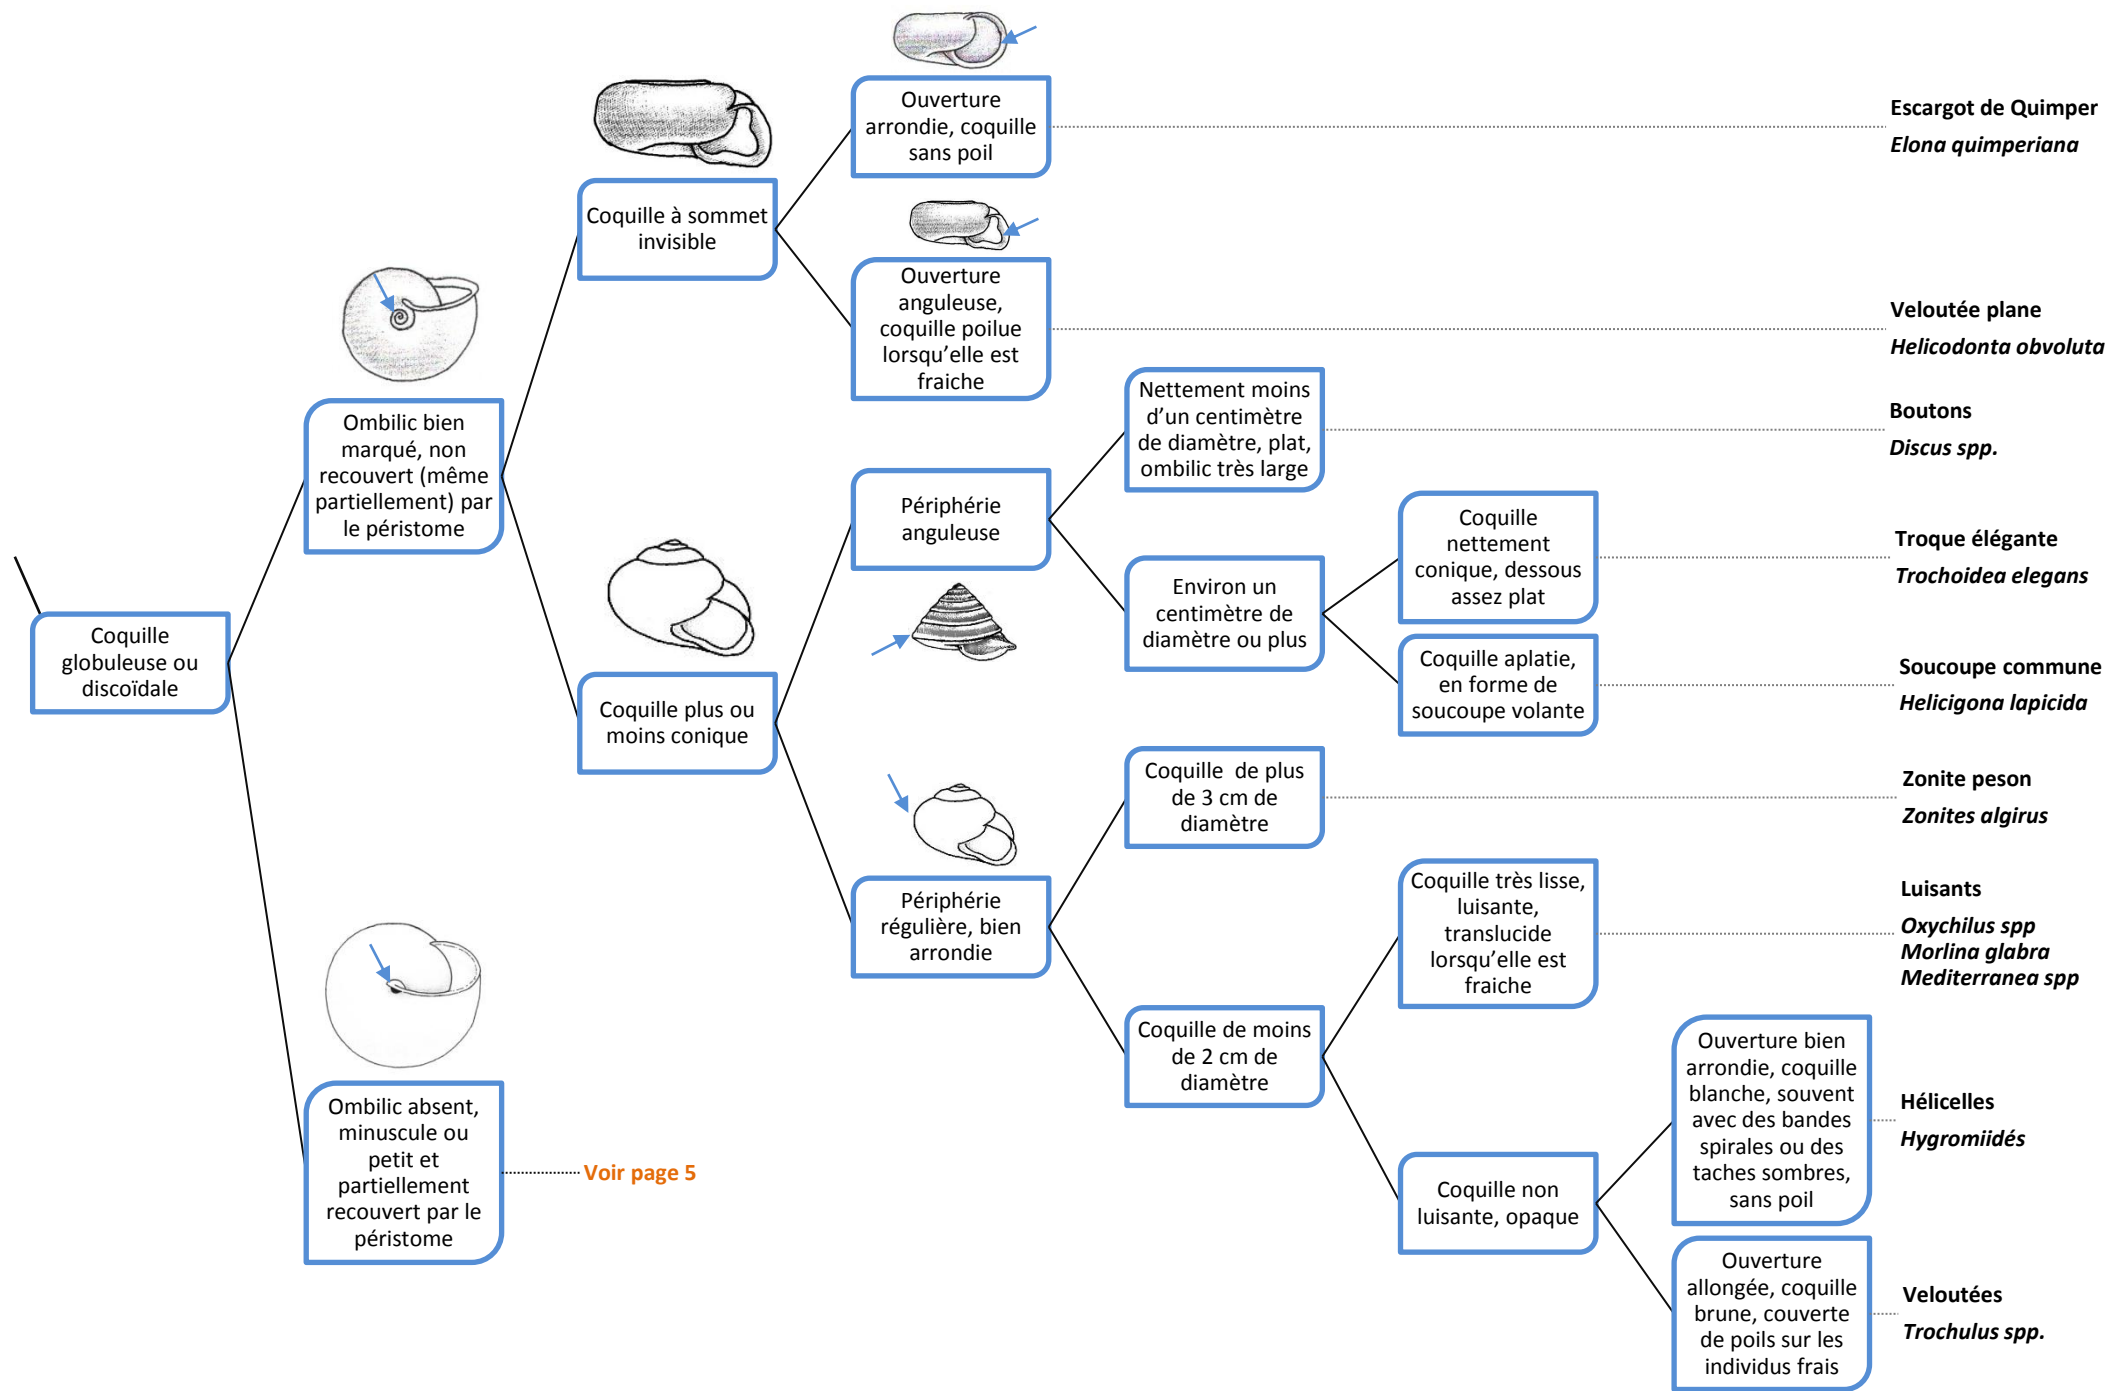 Ouverture
arrondie, coquille
sans poil
Escargot de Quimper
Elona quimperiana
Coquille à sommet
invisible
Ouverture
anguleuse,
coquille poilue
lorsqu'elle est
fraiche
Veloutée plane
Helicodonta obvoluta
Ombilic bien
marqué, non
recouvert (même
partiellement) par
le péristome
Nettement moins
d'un centimètre
de diamètre, plat,
ombilic très large
Boutons
Discus spp.
Périphérie
anguleuse
Coquille
nettement
conique, dessous
assez plat
Troque élégante
Trochoidea elegans
Environ un
centimètre de
diamètre ou plus
Coquille
globuleuse ou
discoïdale
Coquille aplatie,
en forme de
soucoupe volante
Soucoupe commune
Helicigona lapicida
Coquille plus ou
moins conique
Coquille de plus
de 3 cm de
diamètre
Zonite peson
Zonites algirus
Périphérie
régulière, bien
arrondie
Coquille très lisse,
luisante,
translucide
lorsqu'elle est
fraiche
Luisants
Oxychilus spp
Morlina glabra
Mediterranea spp
Coquille de moins
de 2 cm de
diamètre
Ombilic absent,
minuscule ou
petit et
partiellement
recouvert par le
péristome
Voir page 5
Ouverture bien
arrondie, coquille
blanche, souvent
avec des bandes
spirales ou des
taches sombres,
sans poil
Hélicelles
Hygromiidés
Coquille non
luisante, opaque
Ouverture
allongée, coquille
brune, couverte
de poils sur les
individus frais
Veloutées
Trochulus spp.